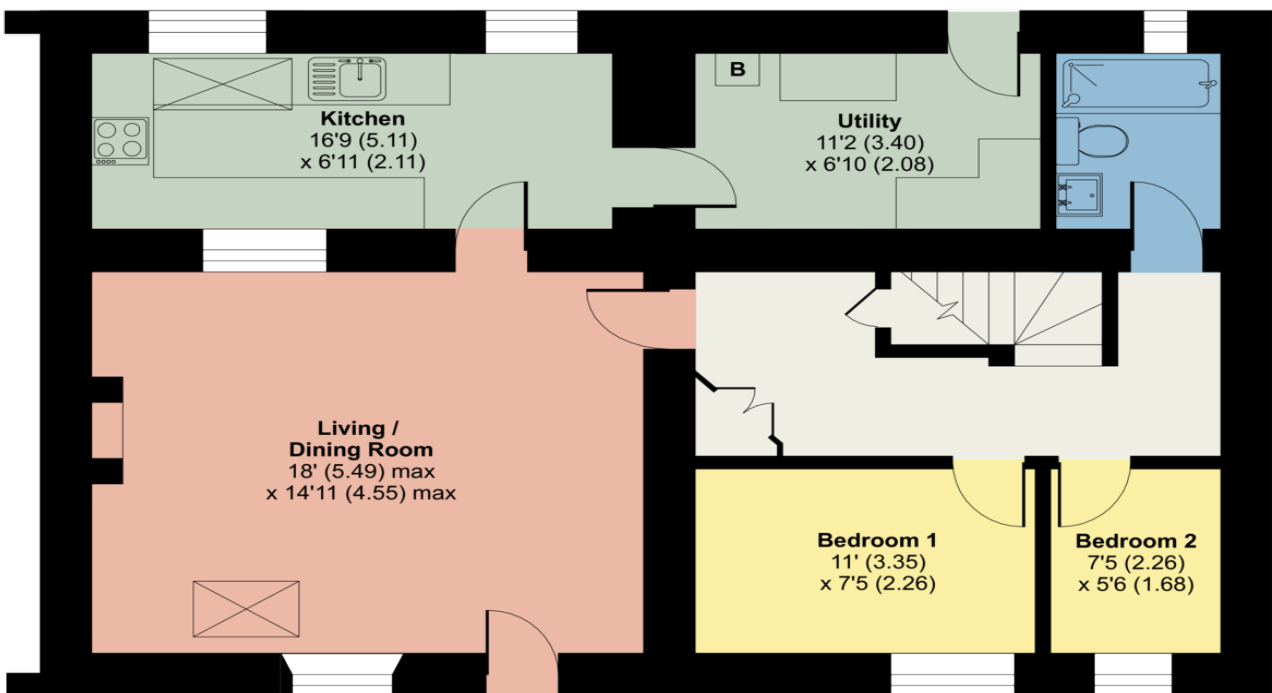 Kitchen
16'9 (5.11)
x 6'11 (2.11)
B
Utility
11'2 (3.40)
x 6'10 (2.08)
Living /
Dining Room
18' (5.49) max
x 14'11 (4.55) max
Bedroom 1
11' (3.35)
x 7'5 (2.26)
Bedroom 2
7'5 (2.26)
x 5'6 (1.68)